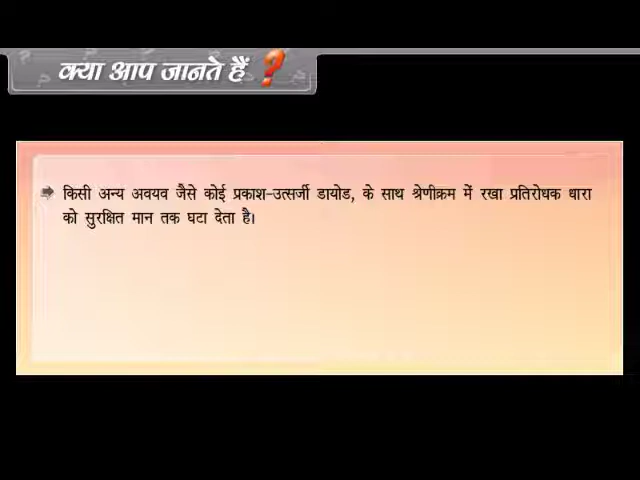 क्या आप जानते हैं ?
किसी अन्य अवयव जैसे कोई प्रकाश-उत्सर्जी डायोड, के साथ श्रेणीक्रम में रखा प्रतिरोधक धारा
को सुरक्षित मान तक घटा देता है।